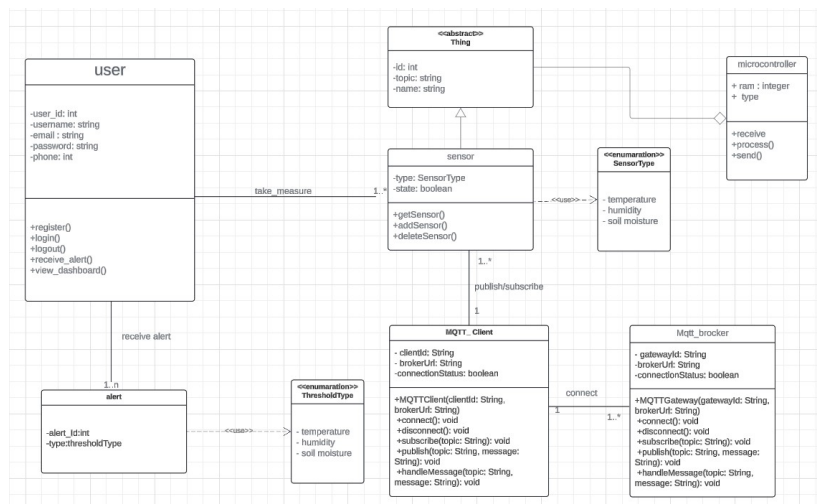 user
-user_id: int
-username: string
-email : string
-password: string
-phone: int
+register()
+login()
+logout()
+receive_alert()
+view_dashboard()
<<abstract>>
Thing
-id: int
-topic: string
-name: string
microcontroller
+ ram : integer
+ type
+receive
+process()
+send()
sensor
-type: SensorType
-state: boolean
+getSensor()
+addSensor()
+deleteSensor()
<<enumaration>>
SensorType
- temperature
- humidity
- soil moisture
<<use>>
take_measure
1..*
1..*
publish/subscribe
1
receive alert
1..n
alert
-alert_Id:int
-type:thresholdType
<<use>>
<<enumaration>>
ThresholdType
- temperature
- humidity
- soil moisture
MQTT_ Client
- clientId: String
- brokerUrl: String
-connectionStatus: boolean
+MQTTClient(clientId: String,
brokerUrl: String)
+connect(): void
+disconnect(): void
+subscribe(topic: String): void
+publish(topic: String, message:
String): void
+handleMessage(topic: String,
message: String): void
connect
1
1..*
Mqtt_brocker
- gatewayId: String
-brokerUrl: String
-connectionStatus: boolean
+MQTTGateway(gatewayId: String,
brokerUrl: String)
+connect(): void
+disconnect(): void
+subscribe(topic: String): void
+publish(topic: String, message:
String): void
+handleMessage(topic: String,
message: String): void